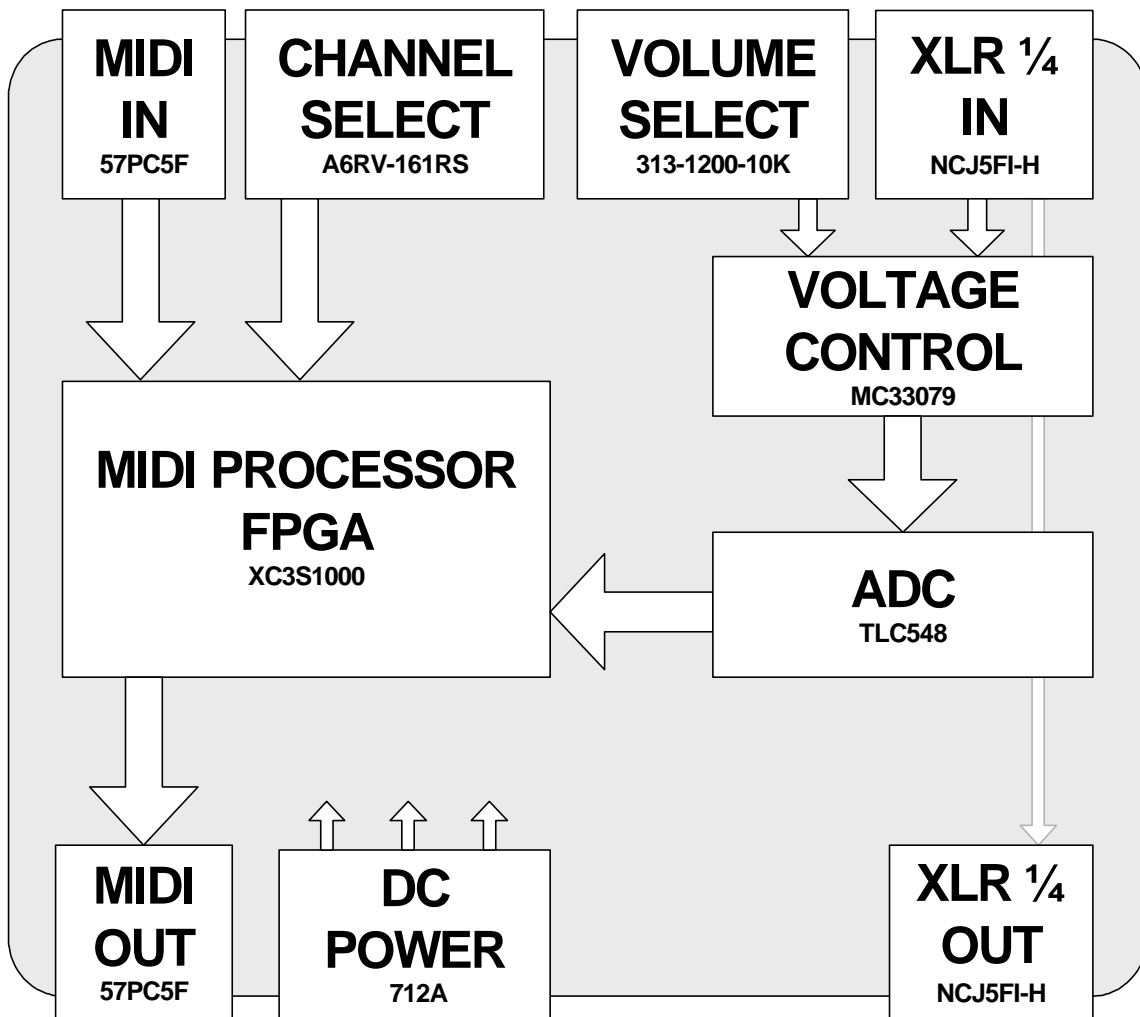 MIDI
IN
57PC5F
CHANNEL
SELECT
A6RV-161RS
VOLUME
SELECT
313-1200-10K
XLR ¼
IN
NCJ5FI-H
VOLTAGE
CONTROL
MC33079
MIDI PROCESSOR
FPGA
XC3S1000
ADC
TLC548
MIDI
OUT
57PC5F
DC
POWER
712A
XLR ¼
OUT
NCJ5FI-H